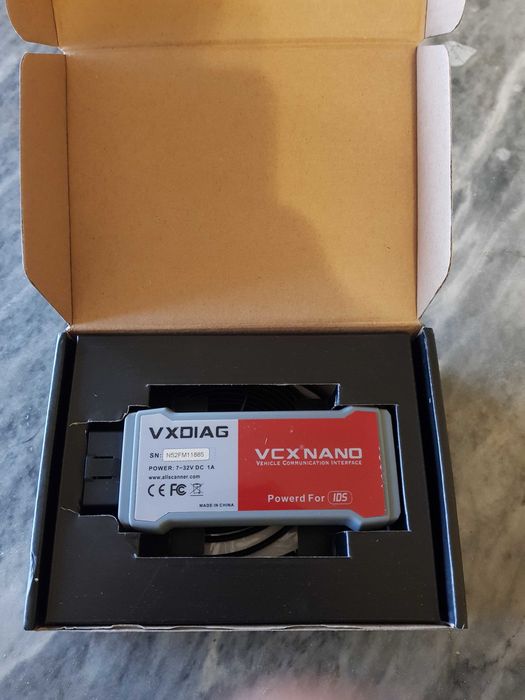 VXDIAG
SN: N52FM11885
POWER: 7-32V DC 1A
www.allscanner.com
CE FC
MADE IN CHINA
VCX®NANO
VEHICLE COMMUNICATION INTERFACE
Powerd For IDS